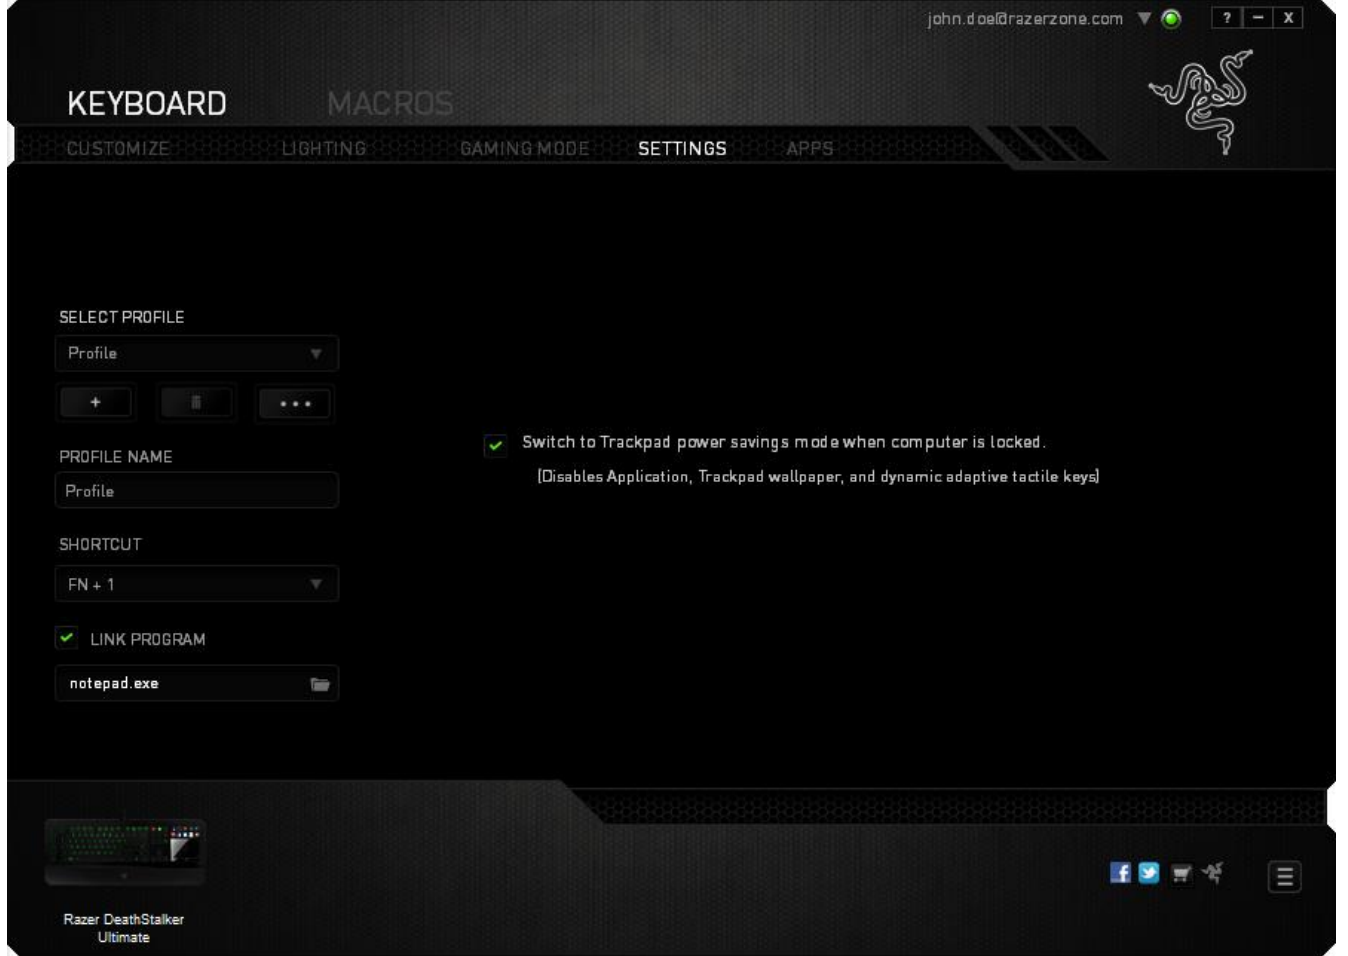 john.doe@razerzone.com
? – X
KEYBOARD MACROS
CUSTOMIZE LIGHTING GAMING MODE SETTINGS APPS
SELECT PROFILE
Profile
+ •••
PROFILE NAME
Profile
SHORTCUT
FN + 1
LINK PROGRAM
notepad.exe
Switch to Trackpad power savings mode when computer is locked.
(Disables Application, Trackpad wallpaper, and dynamic adaptive tactile keys)
Razer DeathStalker
Ultimate